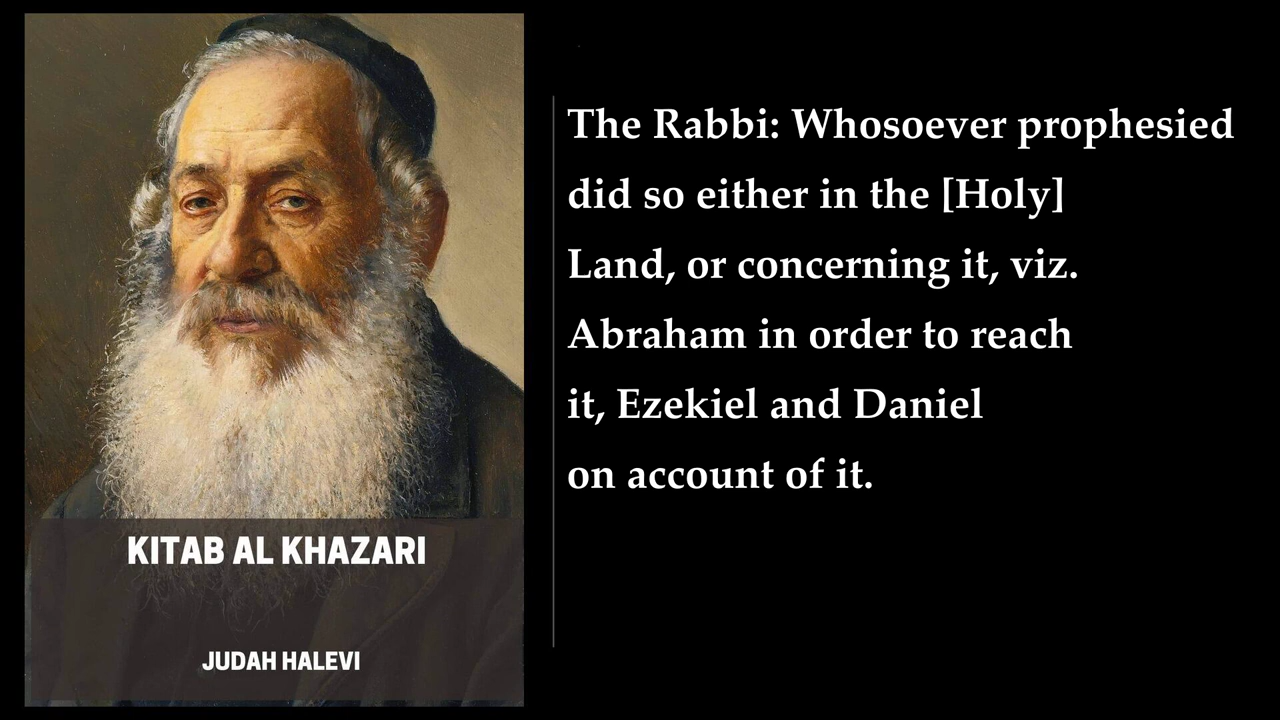 KITAB AL KHAZARI
JUDAH HALEVI
The Rabbi: Whosoever prophesied
did so either in the [Holy]
Land, or concerning it, viz.
Abraham in order to reach
it, Ezekiel and Daniel
on account of it.